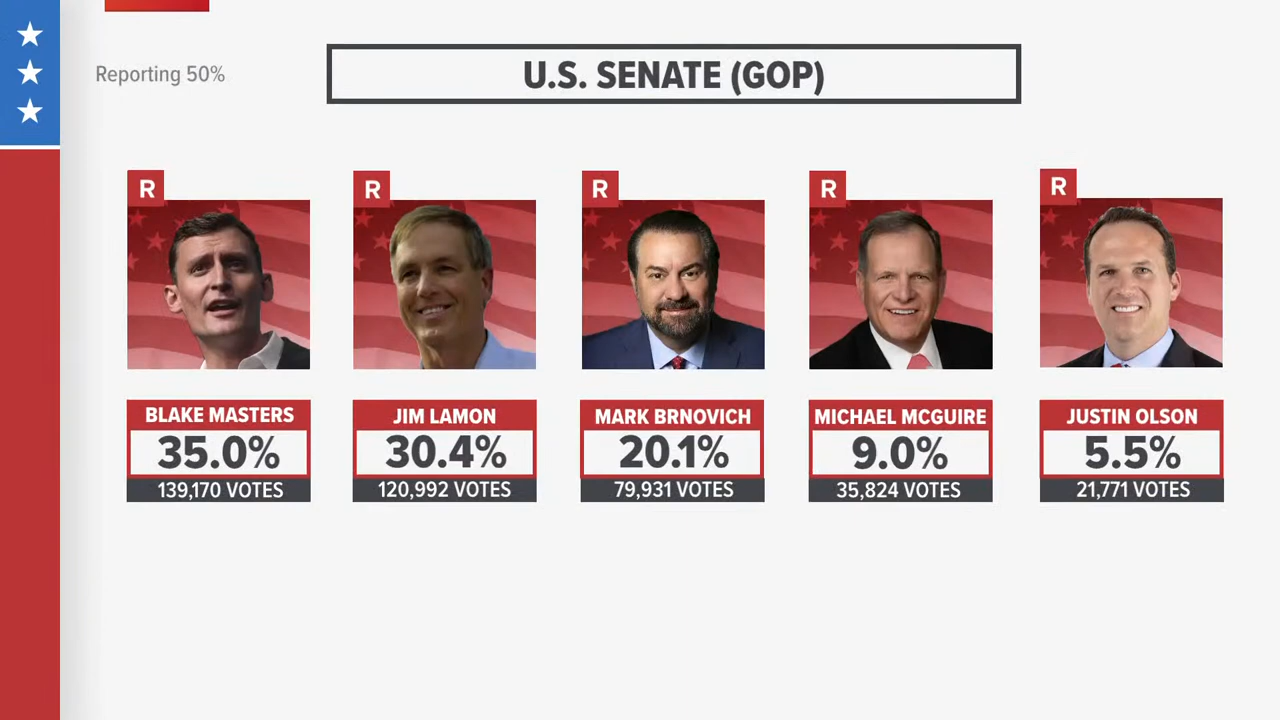 Reporting 50%
U.S. SENATE (GOP)
R
R
R
R
R
BLAKE MASTERS
35.0%
139,170 VOTES
JIM LAMON
30.4%
120,992 VOTES
MARK BRNOVICH
20.1%
79,931 VOTES
MICHAEL MCGUIRE
9.0%
35,824 VOTES
JUSTIN OLSON
5.5%
21,771 VOTES